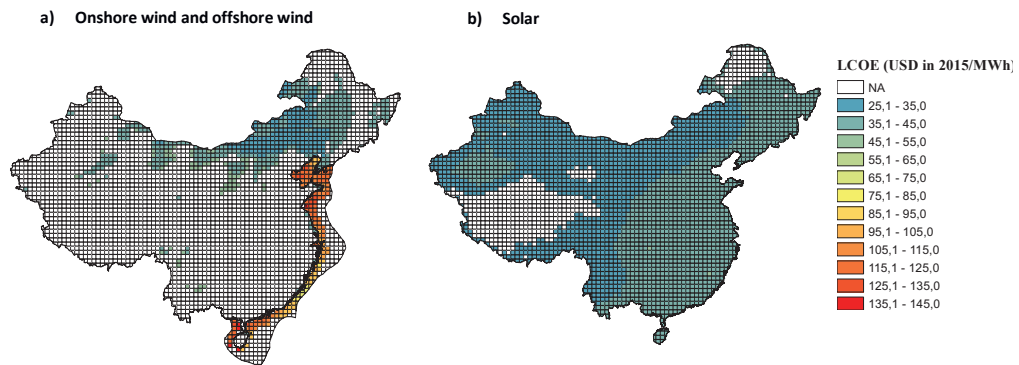 a) Onshore wind and offshore wind
b) Solar
LCOE (USD in 2015/MWh)
NA
25,1 - 35,0
35,1 - 45,0
45,1 - 55,0
55,1 - 65,0
65,1 - 75,0
75,1 - 85,0
85,1 - 95,0
95,1 - 105,0
105,1 - 115,0
115,1 - 125,0
125,1 - 135,0
135,1 - 145,0